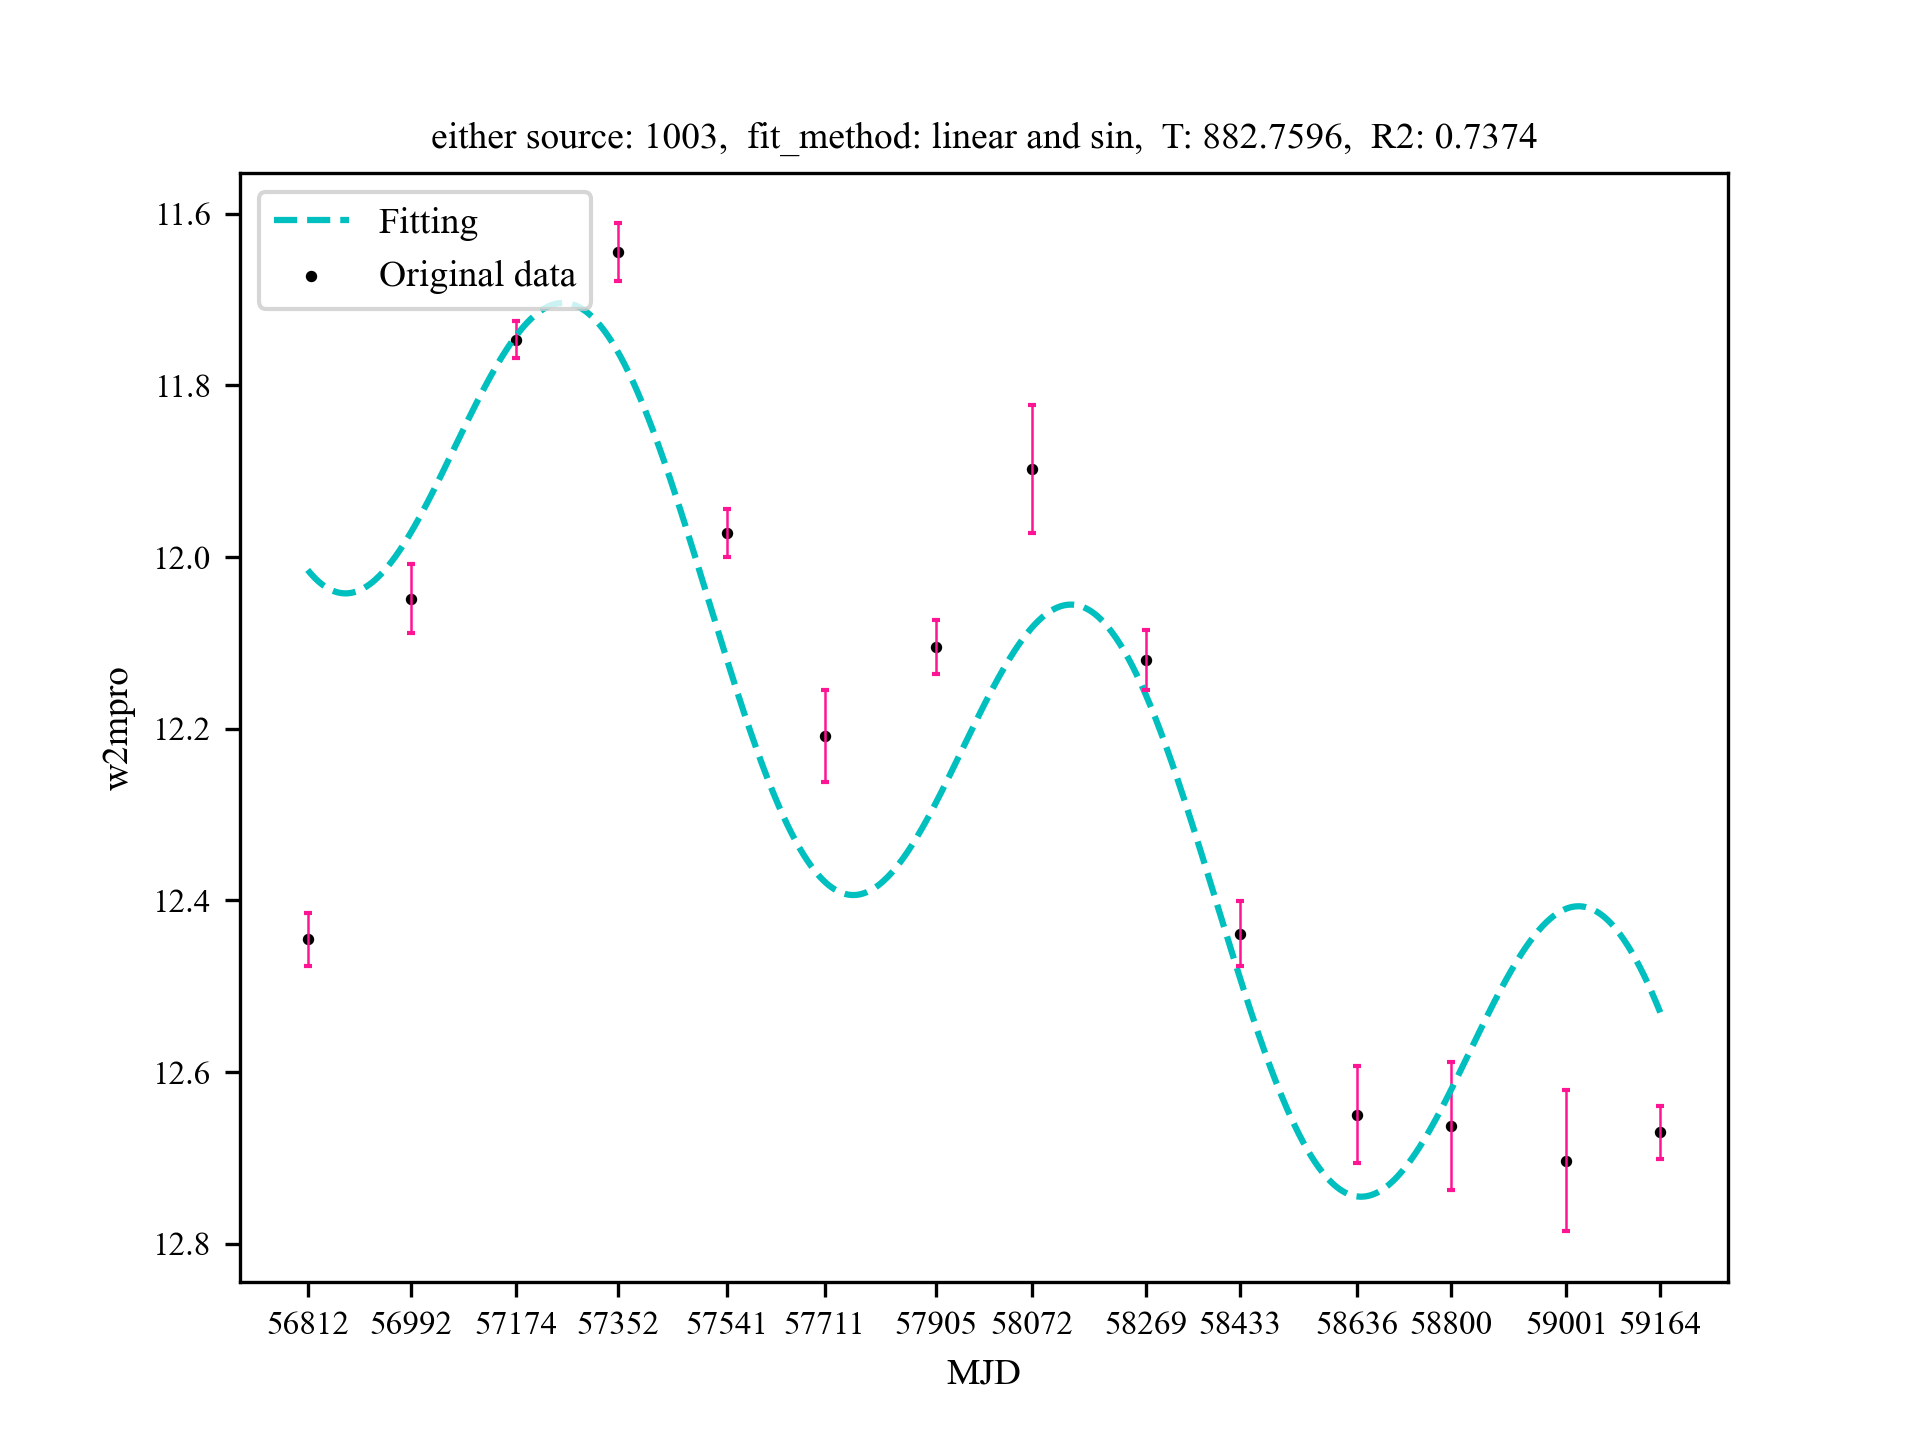 either source: 1003,  fit_method: linear and sin,  T: 882.7596,  R2: 0.7374
Fitting
Original data
11.6
11.8
12.0
12.2
12.4
12.6
12.8
w2mpro
56812 56992 57174 57352 57541 57711 57905 58072 58269 58433 58636 58800 59001 59164
MJD